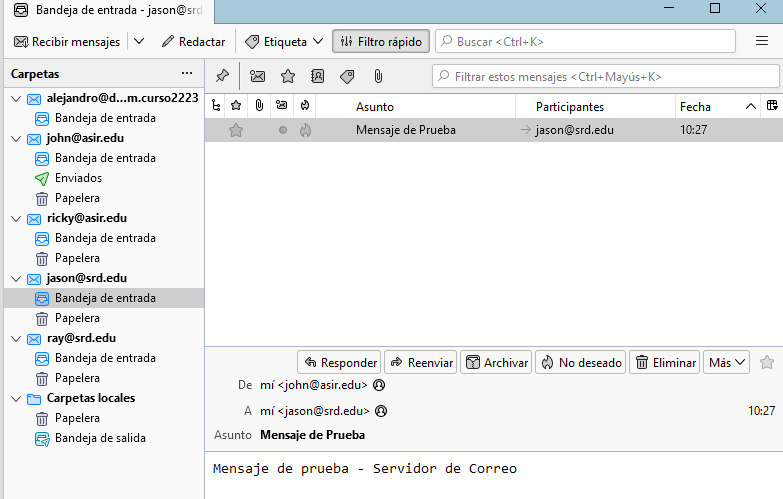 Bandeja de entrada - jason@srd
Recibir mensajes
Redactar
Etiqueta
Filtro rápido
Buscar <Ctrl+K>
Carpetas
Filtrar estos mensajes <Ctrl+Mayús+K>
alejandro@d...m.curso2223
Bandeja de entrada
john@asir.edu
Bandeja de entrada
Enviados
Papelera
ricky@asir.edu
Bandeja de entrada
Papelera
jason@srd.edu
Bandeja de entrada
Papelera
ray@srd.edu
Bandeja de entrada
Papelera
Carpetas locales
Papelera
Bandeja de salida
Asunto Participantes Fecha
Mensaje de Prueba jason@srd.edu 10:27
Responder Reenviar Archivar No deseado Eliminar Más
De mí <john@asir.edu>
A mí <jason@srd.edu> 10:27
Asunto Mensaje de Prueba
Mensaje de prueba - Servidor de Correo